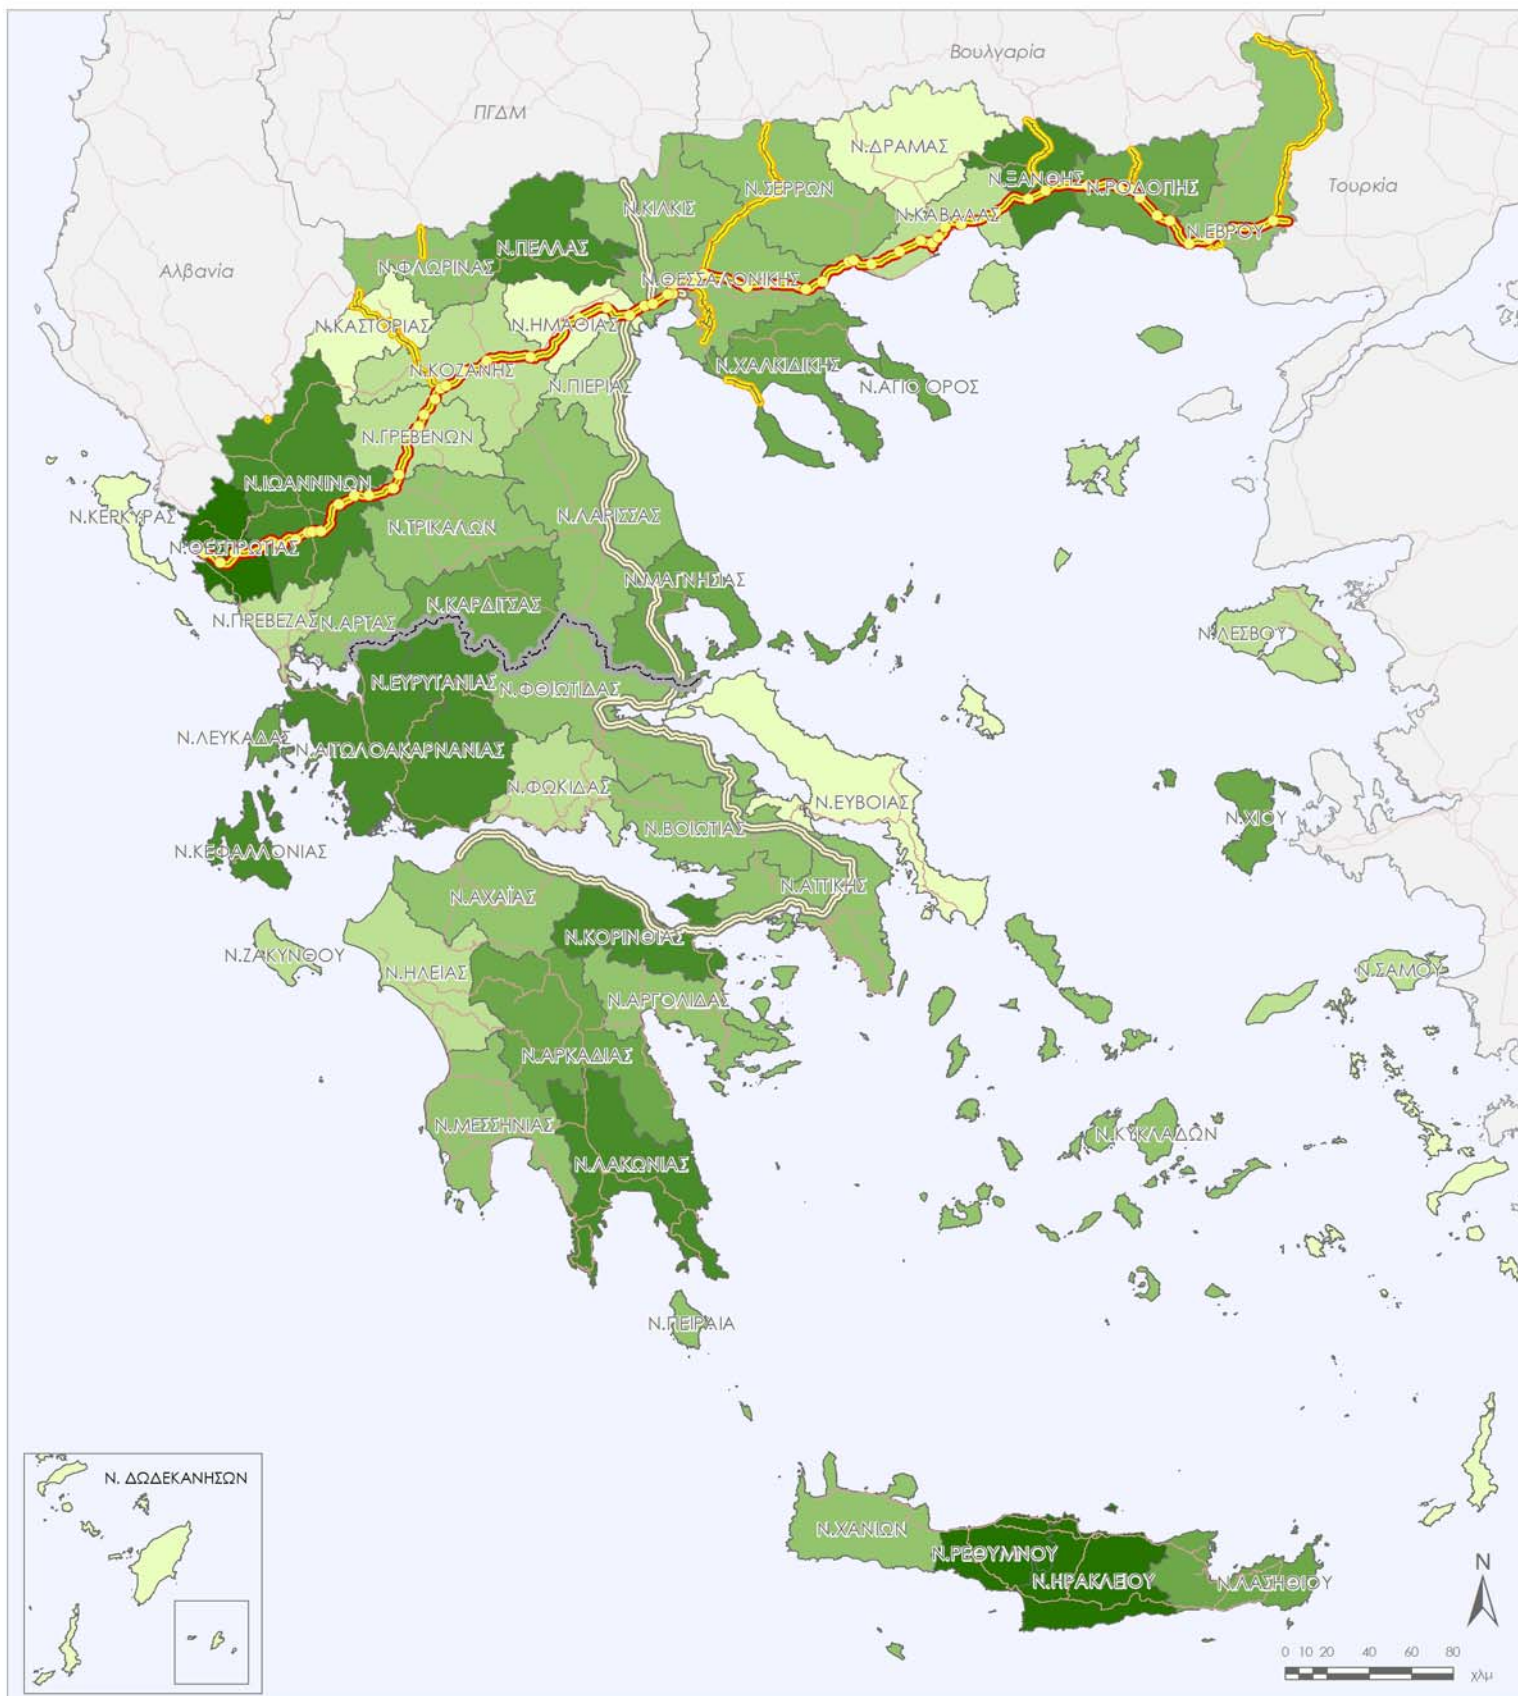 Βουλγαρία
ΠΓΔΜ
Ν.ΔΡΑΜΑΣ
Ν.ΞΑΝΘΗΣ
Ν.ΡΟΔΟΠΗΣ
Τουρκία
Ν.ΣΕΡΡΩΝ
Ν.ΚΙΛΚΙΣ
Ν.ΚΑΒΑΛΑΣ
Ν.ΕΒΡΟΥ
Ν.ΠΕΛΛΑΣ
Αλβανία
Ν.ΦΛΩΡΙΝΑΣ
Ν.ΘΕΣΣΑΛΟΝΙΚΗΣ
Ν.ΚΑΣΤΟΡΙΑΣ
Ν.ΗΜΑΘΙΑΣ
Ν.ΧΑΛΚΙΔΙΚΗΣ
Ν.ΚΟΖΑΝΗΣ
Ν.ΠΙΕΡΙΑΣ
Ν.ΑΓΙΟ ΟΡΟΣ
Ν.ΓΡΕΒΕΝΩΝ
Ν.ΙΩΑΝΝΙΝΩΝ
Ν.ΚΕΡΚΥΡΑΣ
Ν.ΛΑΡΙΣΣΑΣ
Ν.ΤΡΙΚΑΛΩΝ
Ν.ΘΕΣΠΡΩΤΙΑΣ
Ν.ΜΑΓΝΗΣΙΑΣ
Ν.ΚΑΡΔΙΤΣΑΣ
Ν.ΠΡΕΒΕΖΑΣ
Ν.ΑΡΤΑΣ
Ν.ΛΕΣΒΟΥ
Ν.ΕΥΡΥΤΑΝΙΑΣ
Ν.ΦΘΙΩΤΙΔΑΣ
Ν.ΛΕΥΚΑΔΑΣ
Ν.ΑΙΤΩΛΟΑΚΑΡΝΑΝΙΑΣ
Ν.ΦΩΚΙΔΑΣ
Ν.ΕΥΒΟΙΑΣ
Ν.ΧΙΟΥ
Ν.ΒΟΙΩΤΙΑΣ
Ν.ΚΕΦΑΛΛΟΝΙΑΣ
Ν.ΑΤΤΙΚΗΣ
Ν.ΑΧΑΪΑΣ
Ν.ΚΟΡΙΝΘΙΑΣ
Ν.ΖΑΚΥΝΘΟΥ
Ν.ΗΛΕΙΑΣ
Ν.ΣΑΜΟΥ
Ν.ΑΡΓΟΛΙΔΑΣ
Ν.ΑΡΚΑΔΙΑΣ
Ν.ΜΕΣΣΗΝΙΑΣ
Ν.ΚΥΚΛΑΔΩΝ
Ν.ΛΑΚΩΝΙΑΣ
Ν.ΠΕΙΡΑΙΑ
Ν. ΔΩΔΕΚΑΝΗΣΩΝ
Ν.ΧΑΝΙΩΝ
Ν.ΡΕΘΥΜΝΟΥ
Ν.ΗΡΑΚΛΕΙΟΥ
Ν.ΛΑΣΗΘΙΟΥ
N
0 10 20 40 60 80
χλμ